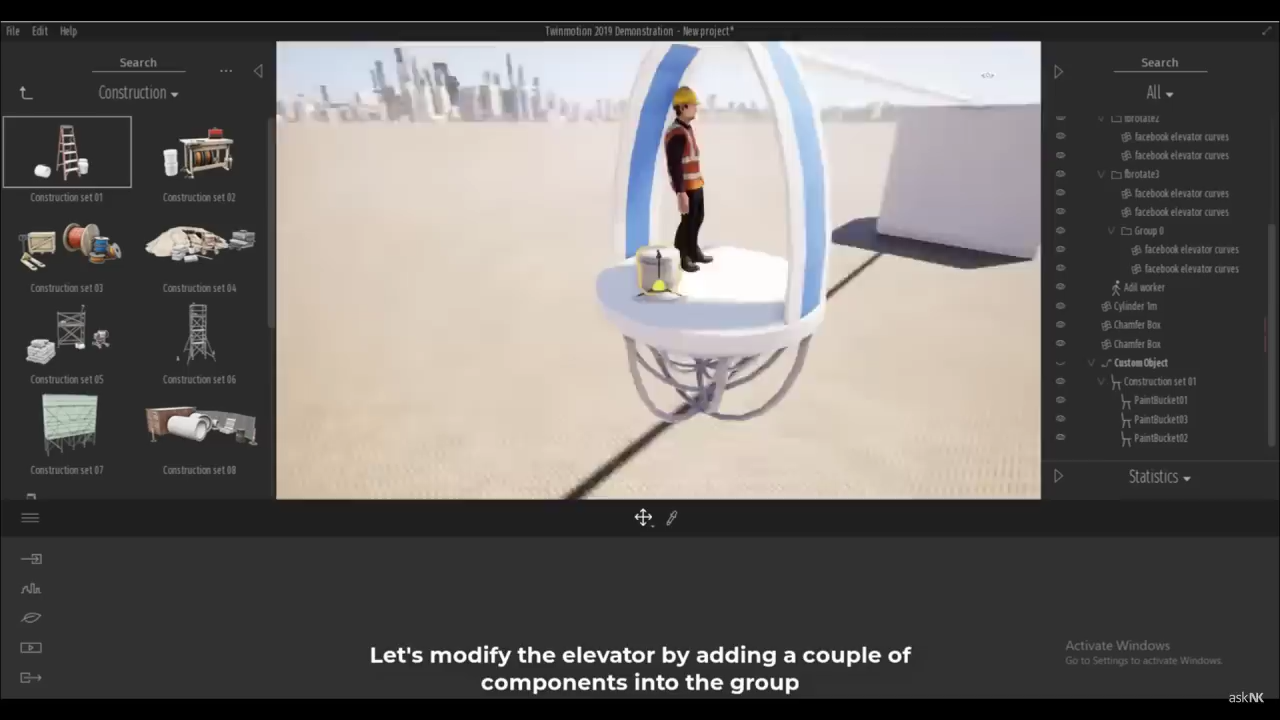 File Edit Help
Twinmotion 2019 Demonstration - New project*
Search
...
Construction
Construction set 01
Construction set 02
Construction set 03
Construction set 04
Construction set 05
Construction set 06
Construction set 07
Construction set 08
Search
All
fbrotate2
facebook elevator curves
facebook elevator curves
fbrotate3
facebook elevator curves
facebook elevator curves
Group 0
facebook elevator curves
facebook elevator curves
Adil worker
Cylinder 1m
Chamfer Box
Chamfer Box
Custom Object
Construction set 01
PaintBucket01
PaintBucket03
PaintBucket02
Statistics
Let's modify the elevator by adding a couple of
components into the group
Activate Windows
Go to Settings to activate Windows.
askNK